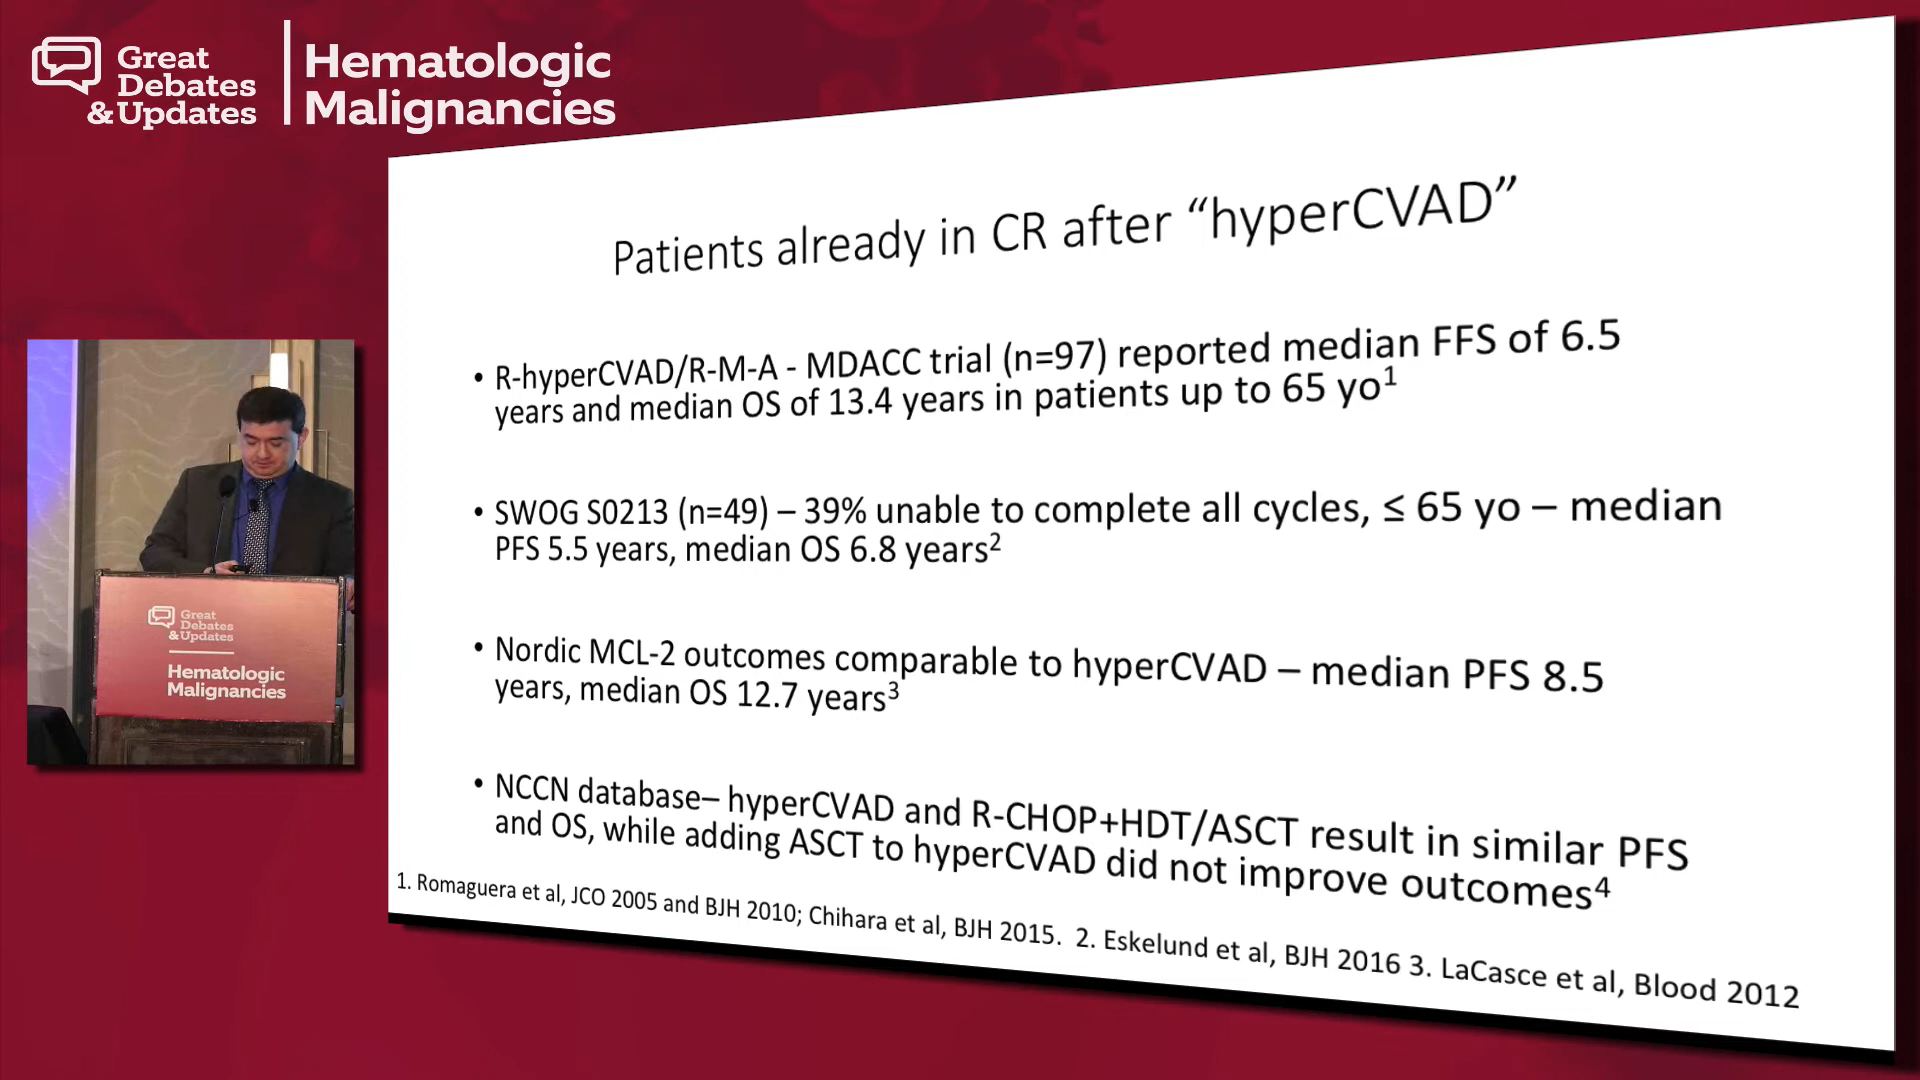 Great
Debates
& Updates
Hematologic
Malignancies
Patients already in CR after “hyperCVAD”
• R-hyperCVAD/R-M-A - MDACC trial (n=97) reported median FFS of 6.5
years and median OS of 13.4 years in patients up to 65 yo1
• SWOG S0213 (n=49) – 39% unable to complete all cycles, ≤ 65 yo – median
PFS 5.5 years, median OS 6.8 years2
• Nordic MCL-2 outcomes comparable to hyperCVAD – median PFS 8.5
years, median OS 12.7 years3
• NCCN database– hyperCVAD and R-CHOP+HDT/ASCT result in similar PFS
and OS, while adding ASCT to hyperCVAD did not improve outcomes4
1. Romaguera et al, JCO 2005 and BJH 2010; Chihara et al, BJH 2015. 2. Eskelund et al, BJH 2016 3. LaCasce et al, Blood 2012
Great
Debates
& Updates
Hematologic
Malignancies